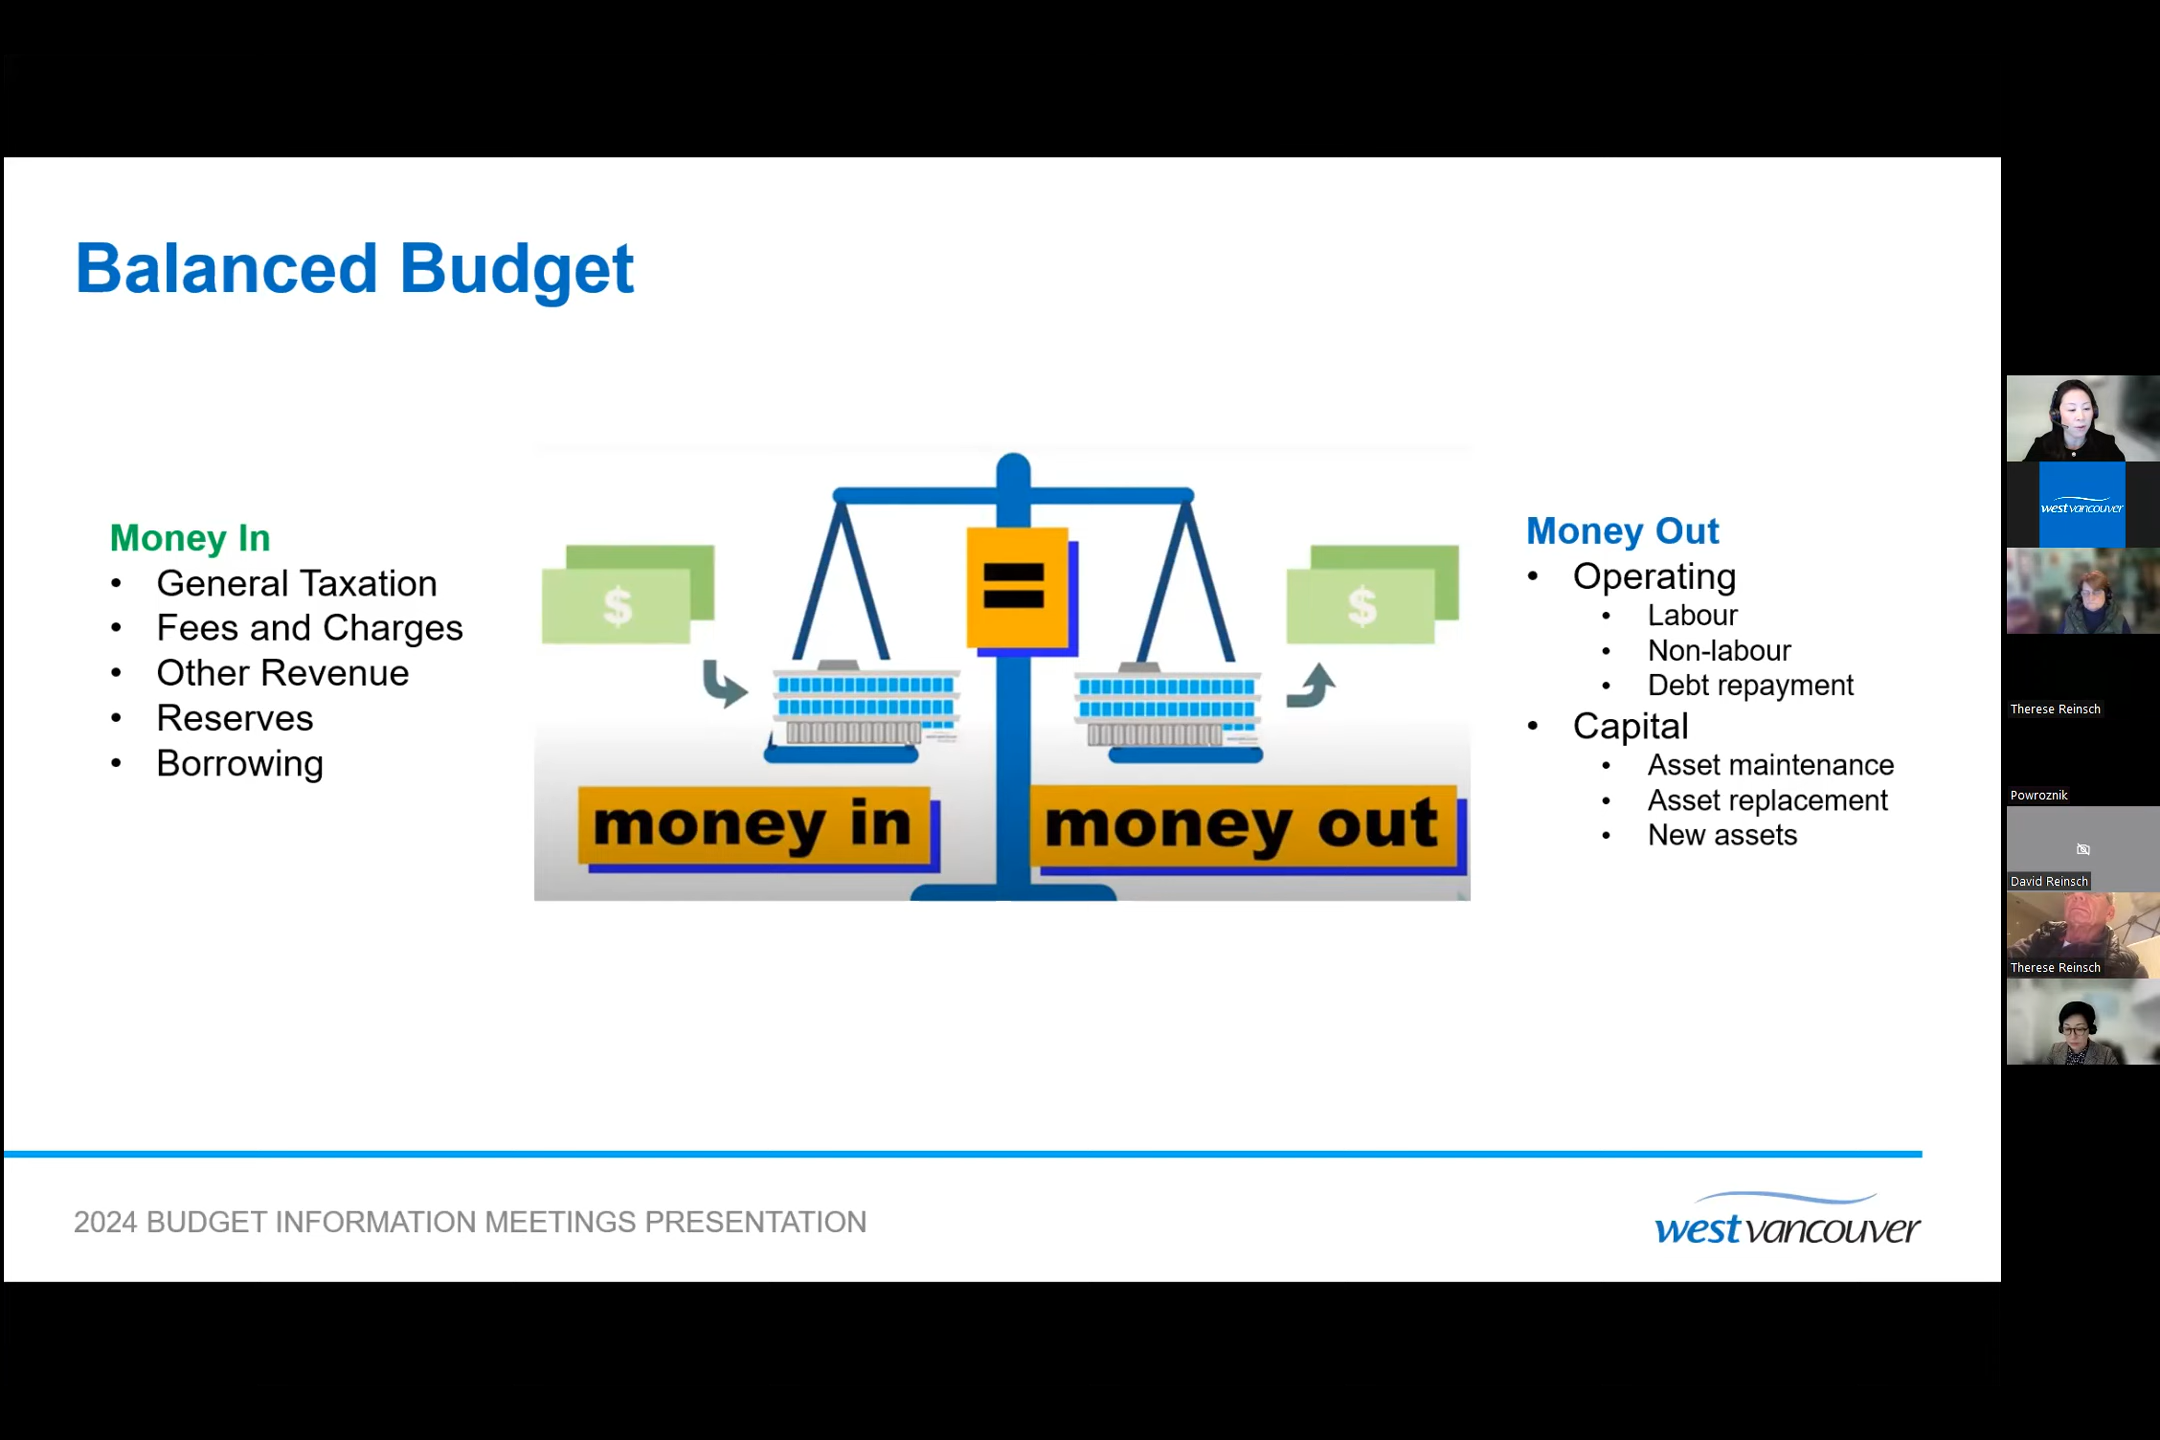 Balanced Budget
Money In
• General Taxation
• Fees and Charges
• Other Revenue
• Reserves
• Borrowing
$
=
$
money in
money out
Money Out
• Operating
• Labour
• Non-labour
• Debt repayment
• Capital
• Asset maintenance
• Asset replacement
• New assets
2024 BUDGET INFORMATION MEETINGS PRESENTATION
westvancouver
westvancouver
Therese Reinsch
Powroznik
David Reinsch
Therese Reinsch